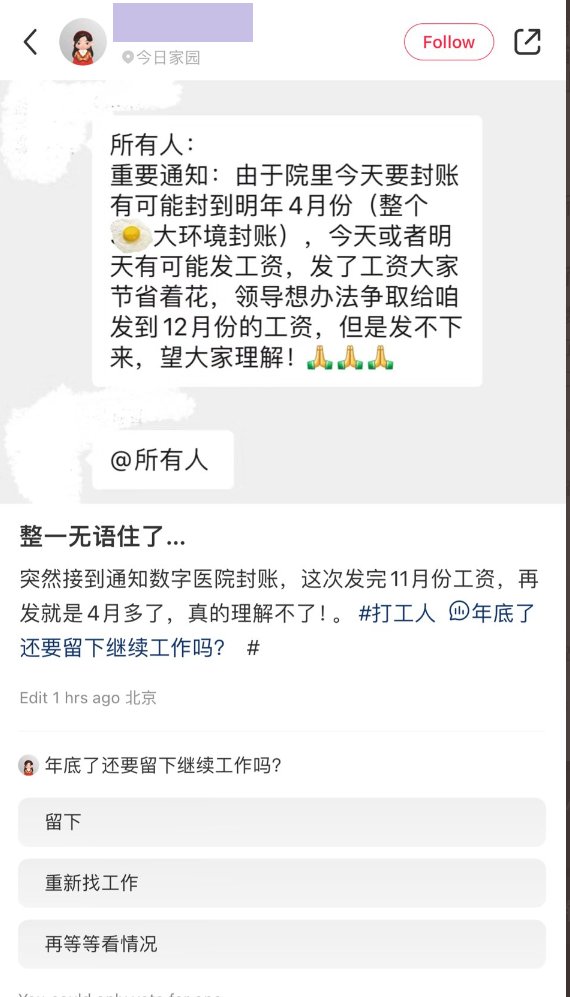 今日家园
Follow
所有人：
重要通知：由于院里今天要封账
有可能封到明年4月份（整个
大环境封账），今天或者明
天有可能发工资，发了工资大家
节省着花，领导想办法争取给咱
发到12月份的工资，但是发不下
来，望大家理解！🙏🙏🙏
@所有人
整一无语住了...
突然接到通知数字医院封账，这次发完11月份工资，再
发就是4月多了，真的理解不了！。 #打工人 年底了
还要留下继续工作吗？ #
Edit 1 hrs ago 北京
年底了还要留下继续工作吗?
留下
重新找工作
再等等看情况